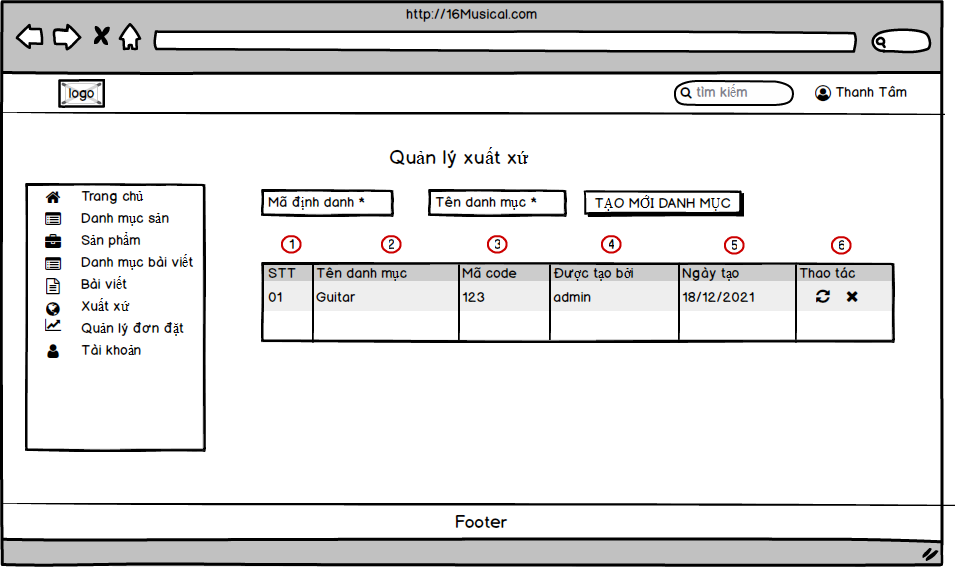 http://16Musical.com
logo
tìm kiếm
Thanh Tâm
Quản lý xuất xứ
Trang chủ
Danh mục sản
Sản phẩm
Danh mục bài viết
Bài viết
Xuất xứ
Quản lý đơn đặt
Tài khoản
Mã định danh *
Tên danh mục *
TẠO MỚI DANH MỤC
1 2 3 4 5 6
STT Tên danh mục Mã code Được tạo bởi Ngày tạo Thao tác
01 Guitar 123 admin 18/12/2021
Footer